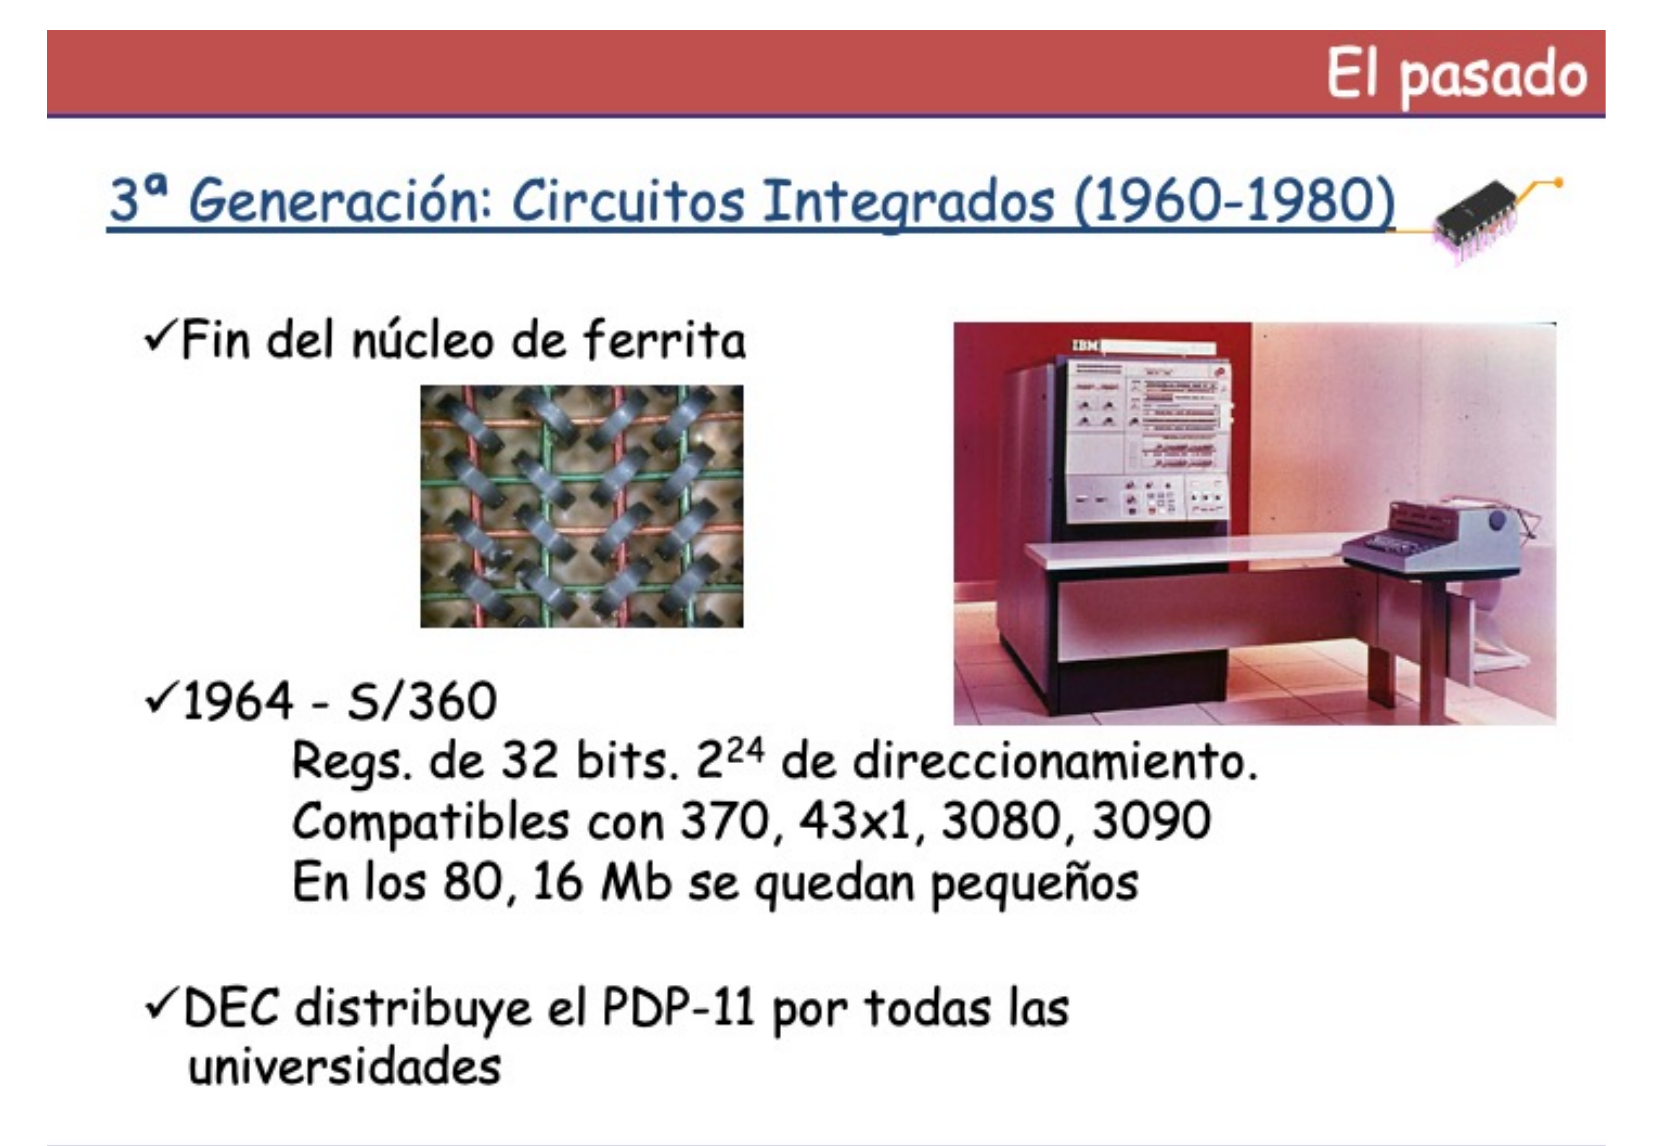 El pasado
3ª Generación: Circuitos Integrados (1960-1980)
✓Fin del núcleo de ferrita
IBM
✓1964 - S/360
Regs. de 32 bits. 2²⁴ de direccionamiento.
Compatibles con 370, 43x1, 3080, 3090
En los 80, 16 Mb se quedan pequeños
✓DEC distribuye el PDP-11 por todas las
universidades